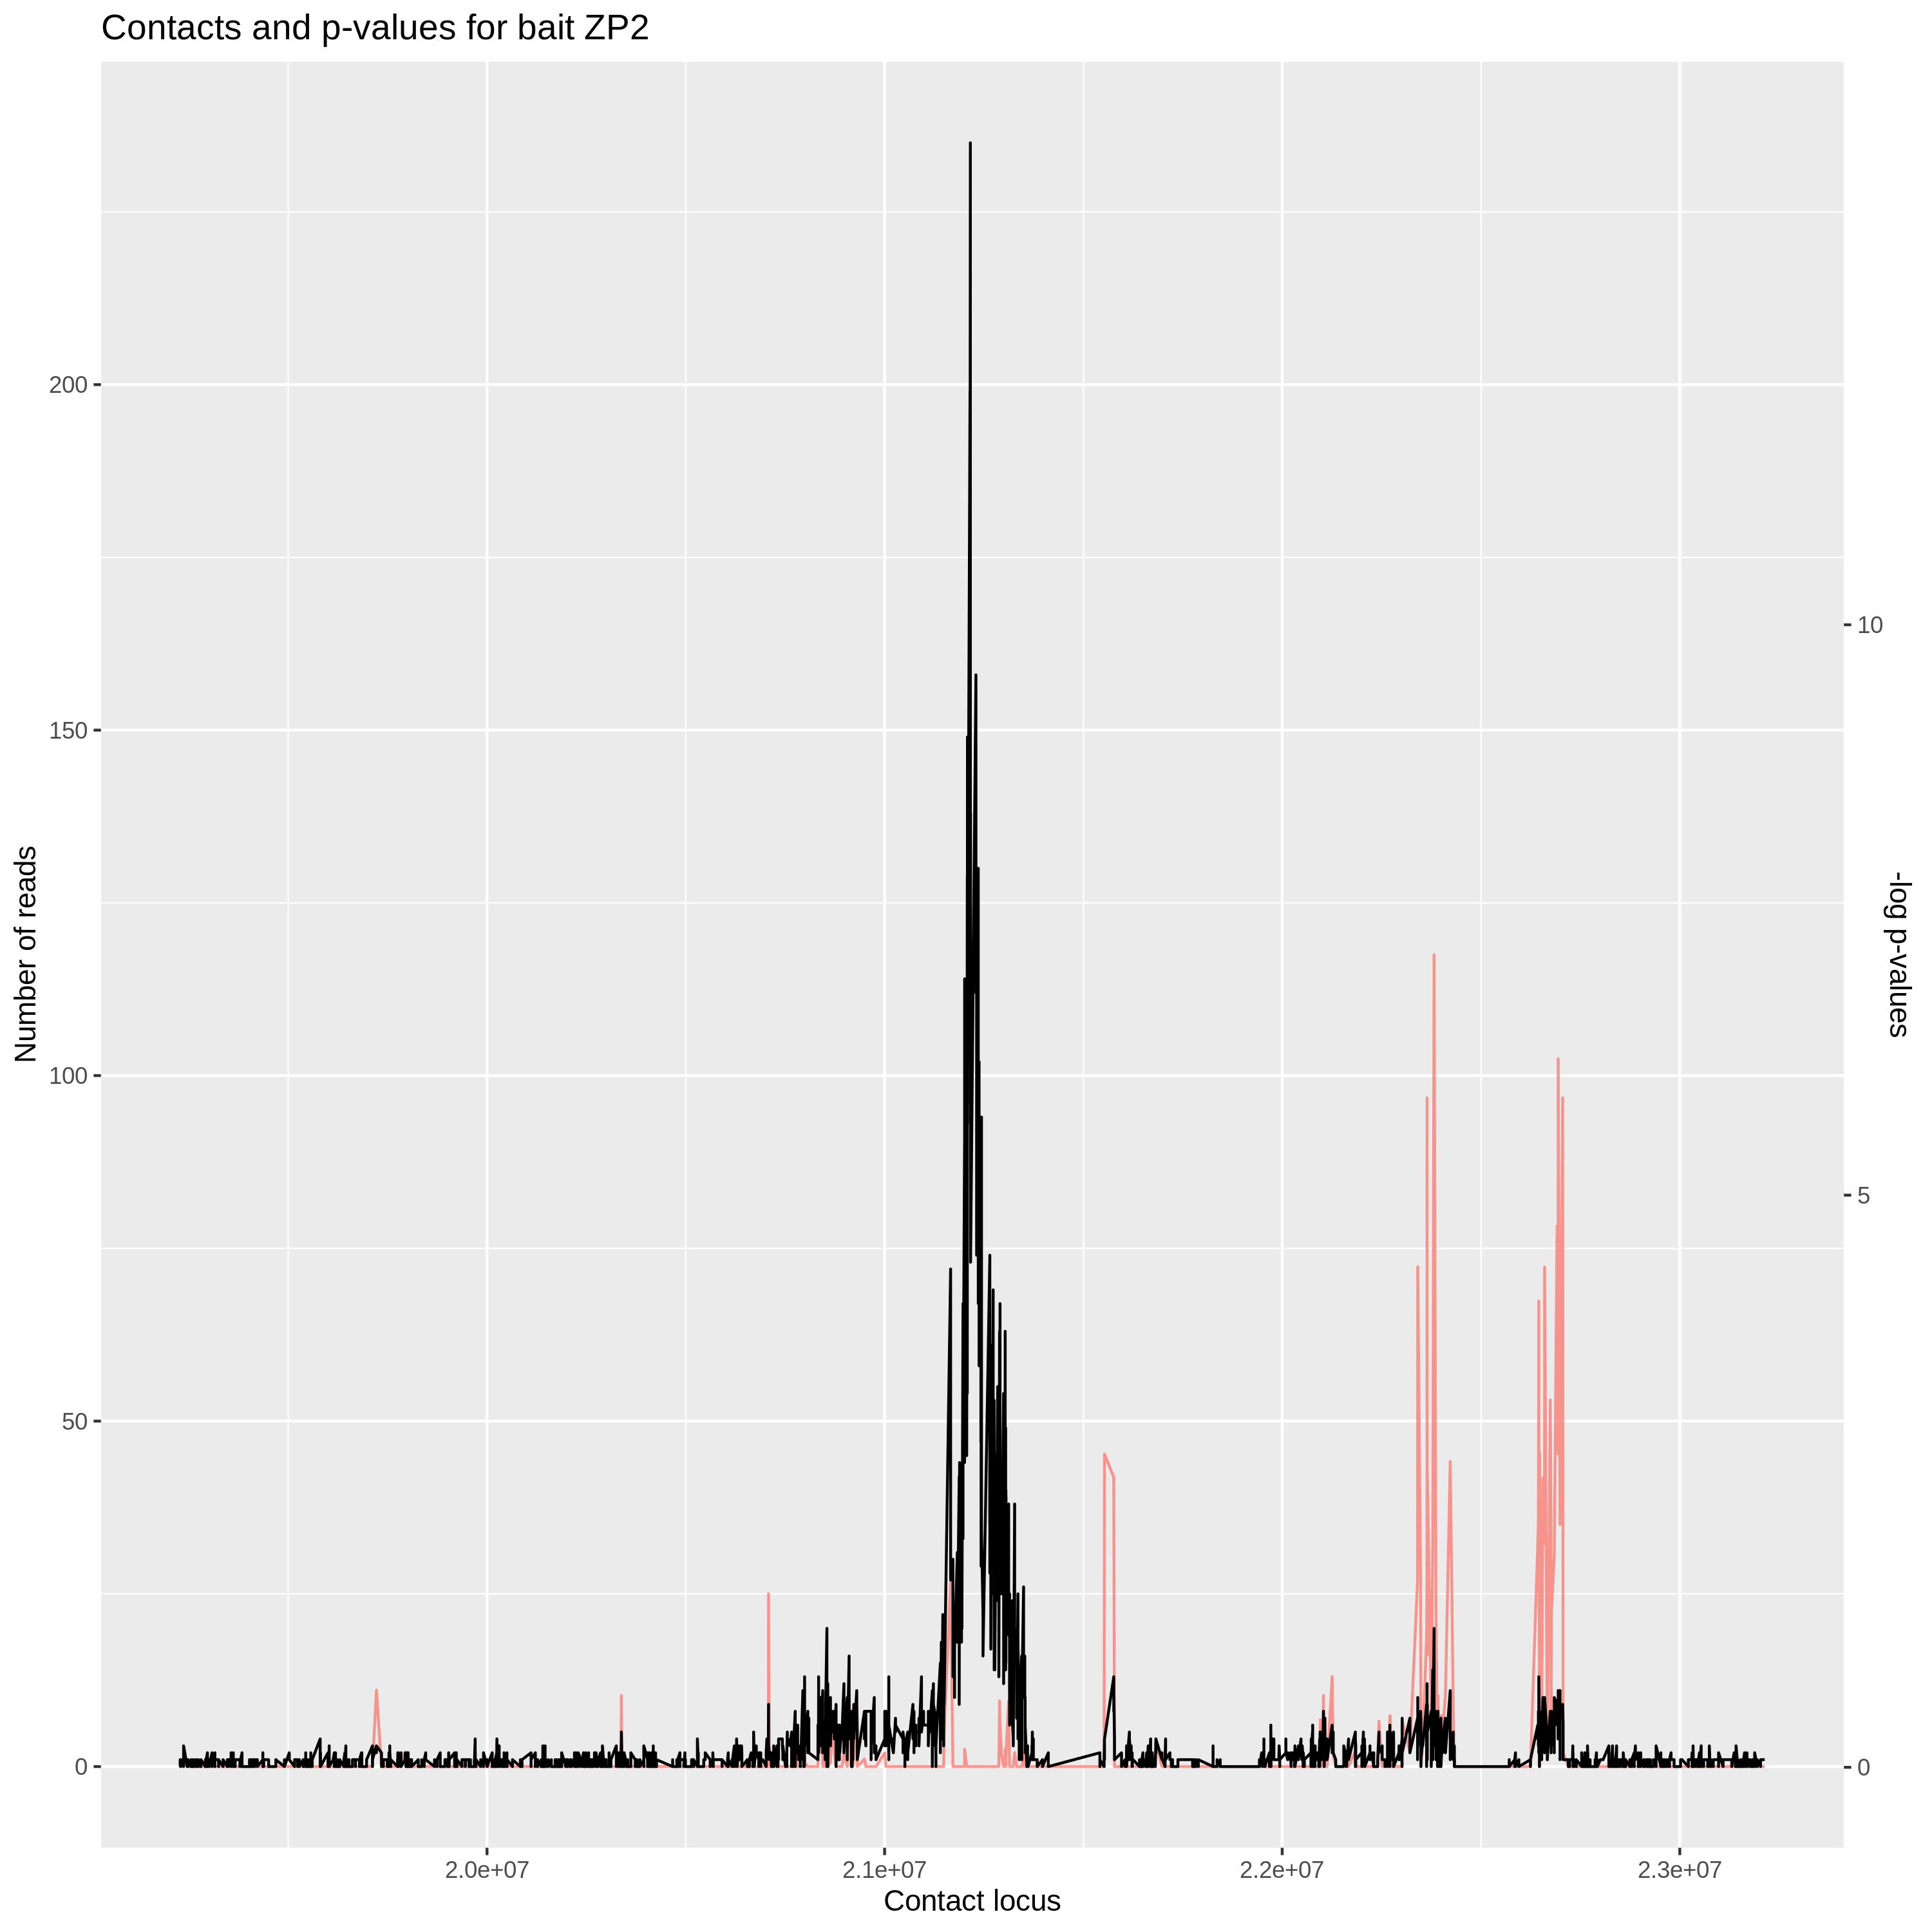 Contacts and p-values for bait ZP2
Number of reads
200
150
100
50
0
10
5
0
-log p-values
2.0e+07
2.1e+07
2.2e+07
2.3e+07
Contact locus